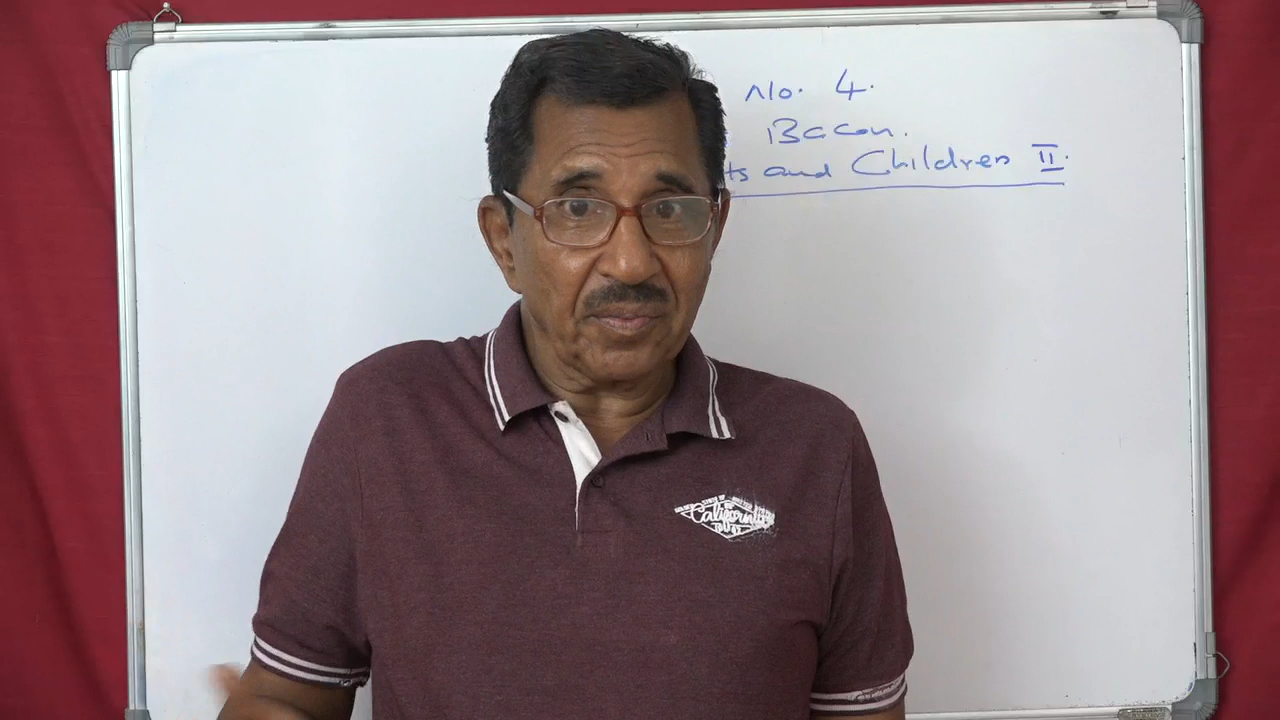 No. 4.
Bacon.
ts and Children II.
California